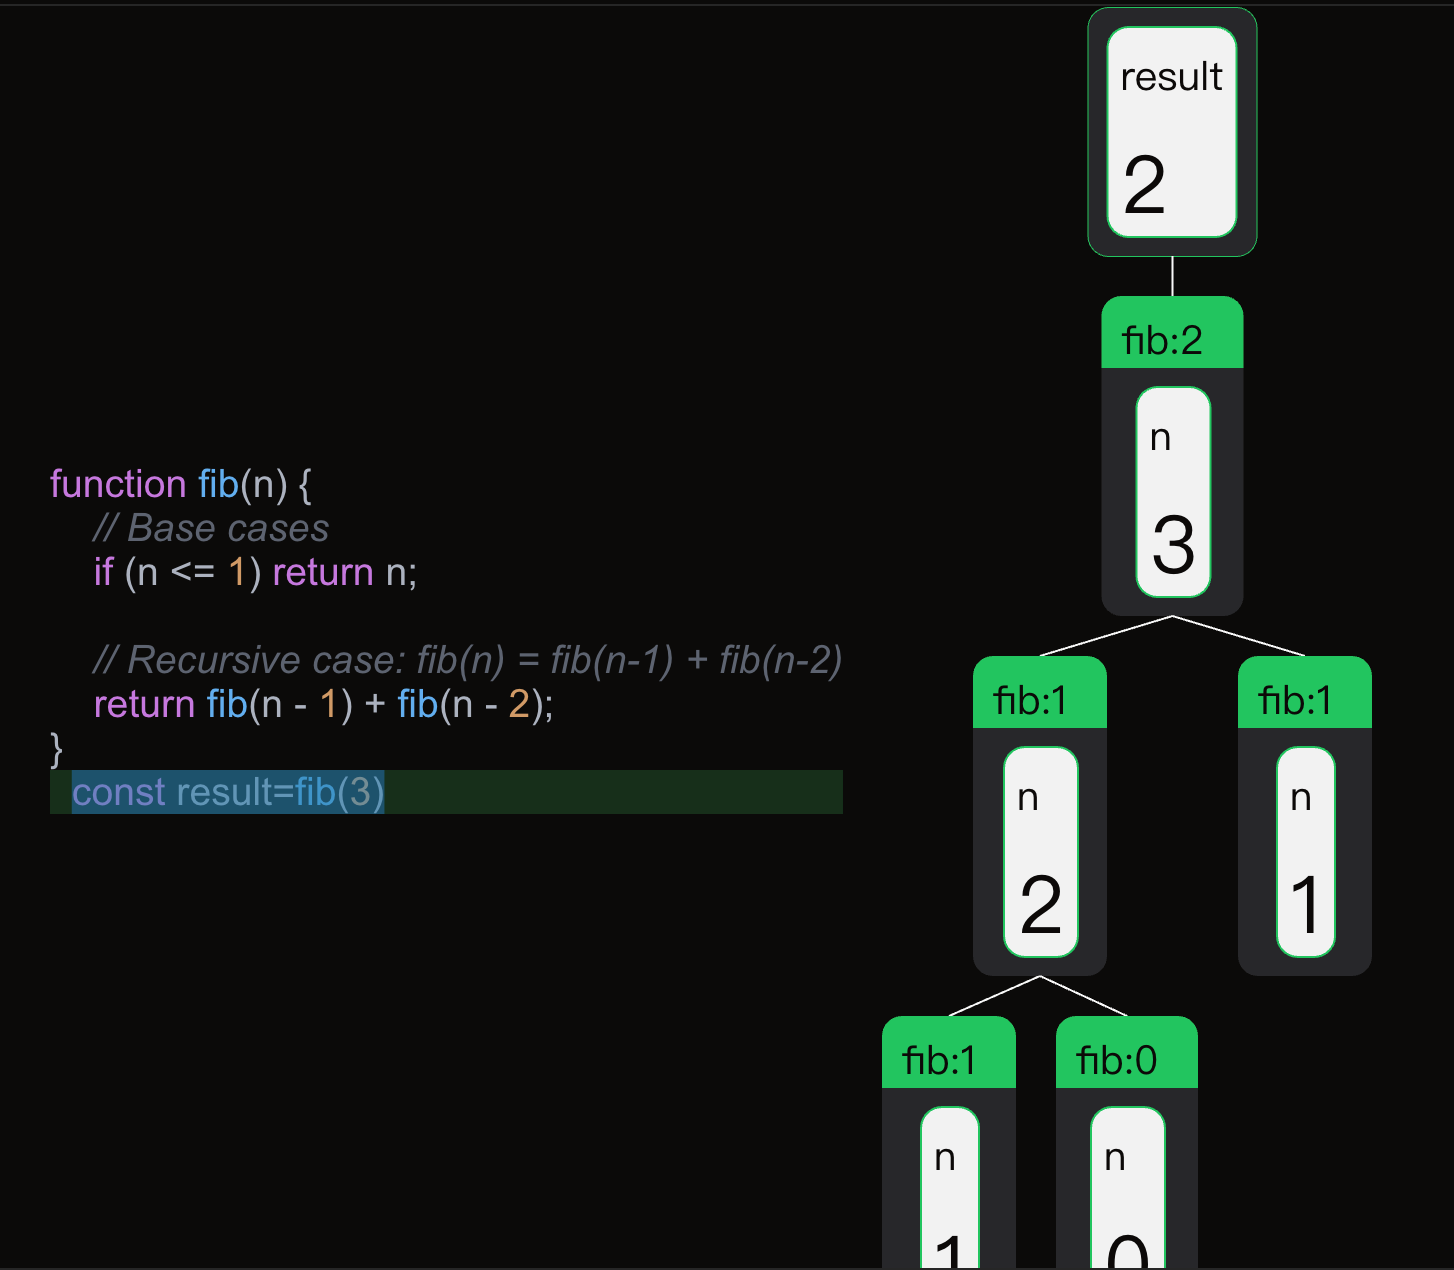 function fib(n) {
// Base cases
if (n <= 1) return n;
// Recursive case: fib(n) = fib(n-1) + fib(n-2)
return fib(n - 1) + fib(n - 2);
}
const result=fib(3)
result
2
fib:2
n
3
fib:1
n
2
fib:1
n
1
fib:1
n
1
fib:0
n
0